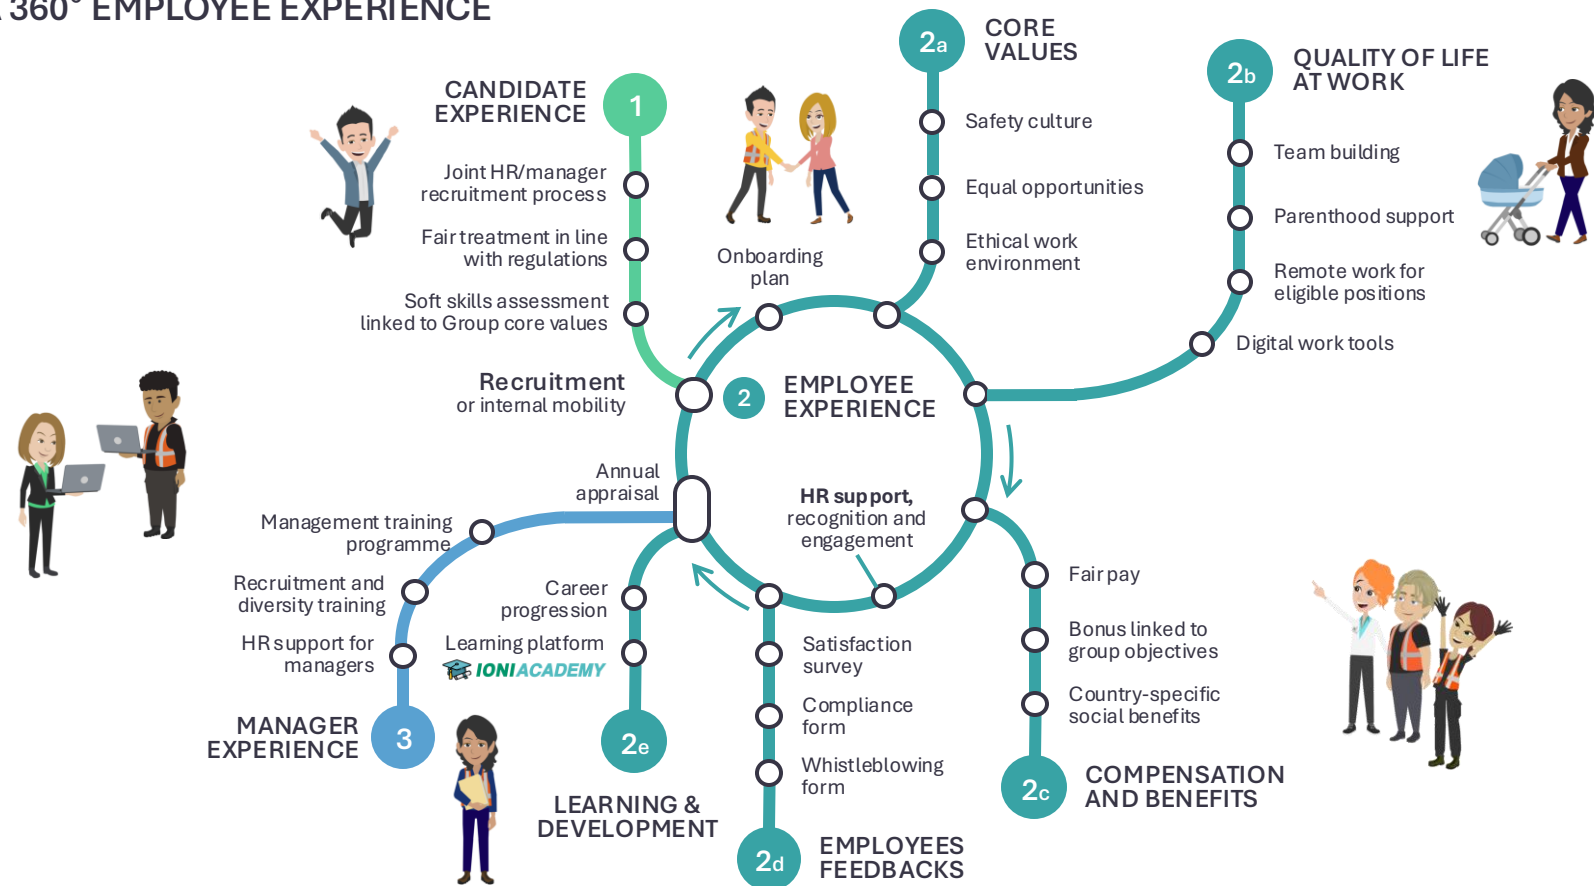 360° EMPLOYEE EXPERIENCE
1
CANDIDATE
EXPERIENCE
Joint HR/manager
recruitment process
Fair treatment in line
with regulations
Soft skills assessment
linked to Group core values
Recruitment
or internal mobility
2
EMPLOYEE
EXPERIENCE
Onboarding
plan
2a
CORE
VALUES
Safety culture
Equal opportunities
Ethical work
environment
2b
QUALITY OF LIFE
AT WORK
Team building
Parenthood support
Remote work for
eligible positions
Digital work tools
HR support,
recognition and
engagement
2c
COMPENSATION
AND BENEFITS
Fair pay
Bonus linked to
group objectives
Country-specific
social benefits
2d
EMPLOYEES
FEEDBACKS
Satisfaction
survey
Compliance
form
Whistleblowing
form
2e
LEARNING &
DEVELOPMENT
Career
progression
Learning platform
IONIACADEMY
Annual
appraisal
3
MANAGER
EXPERIENCE
Management training
programme
Recruitment and
diversity training
HR support for
managers